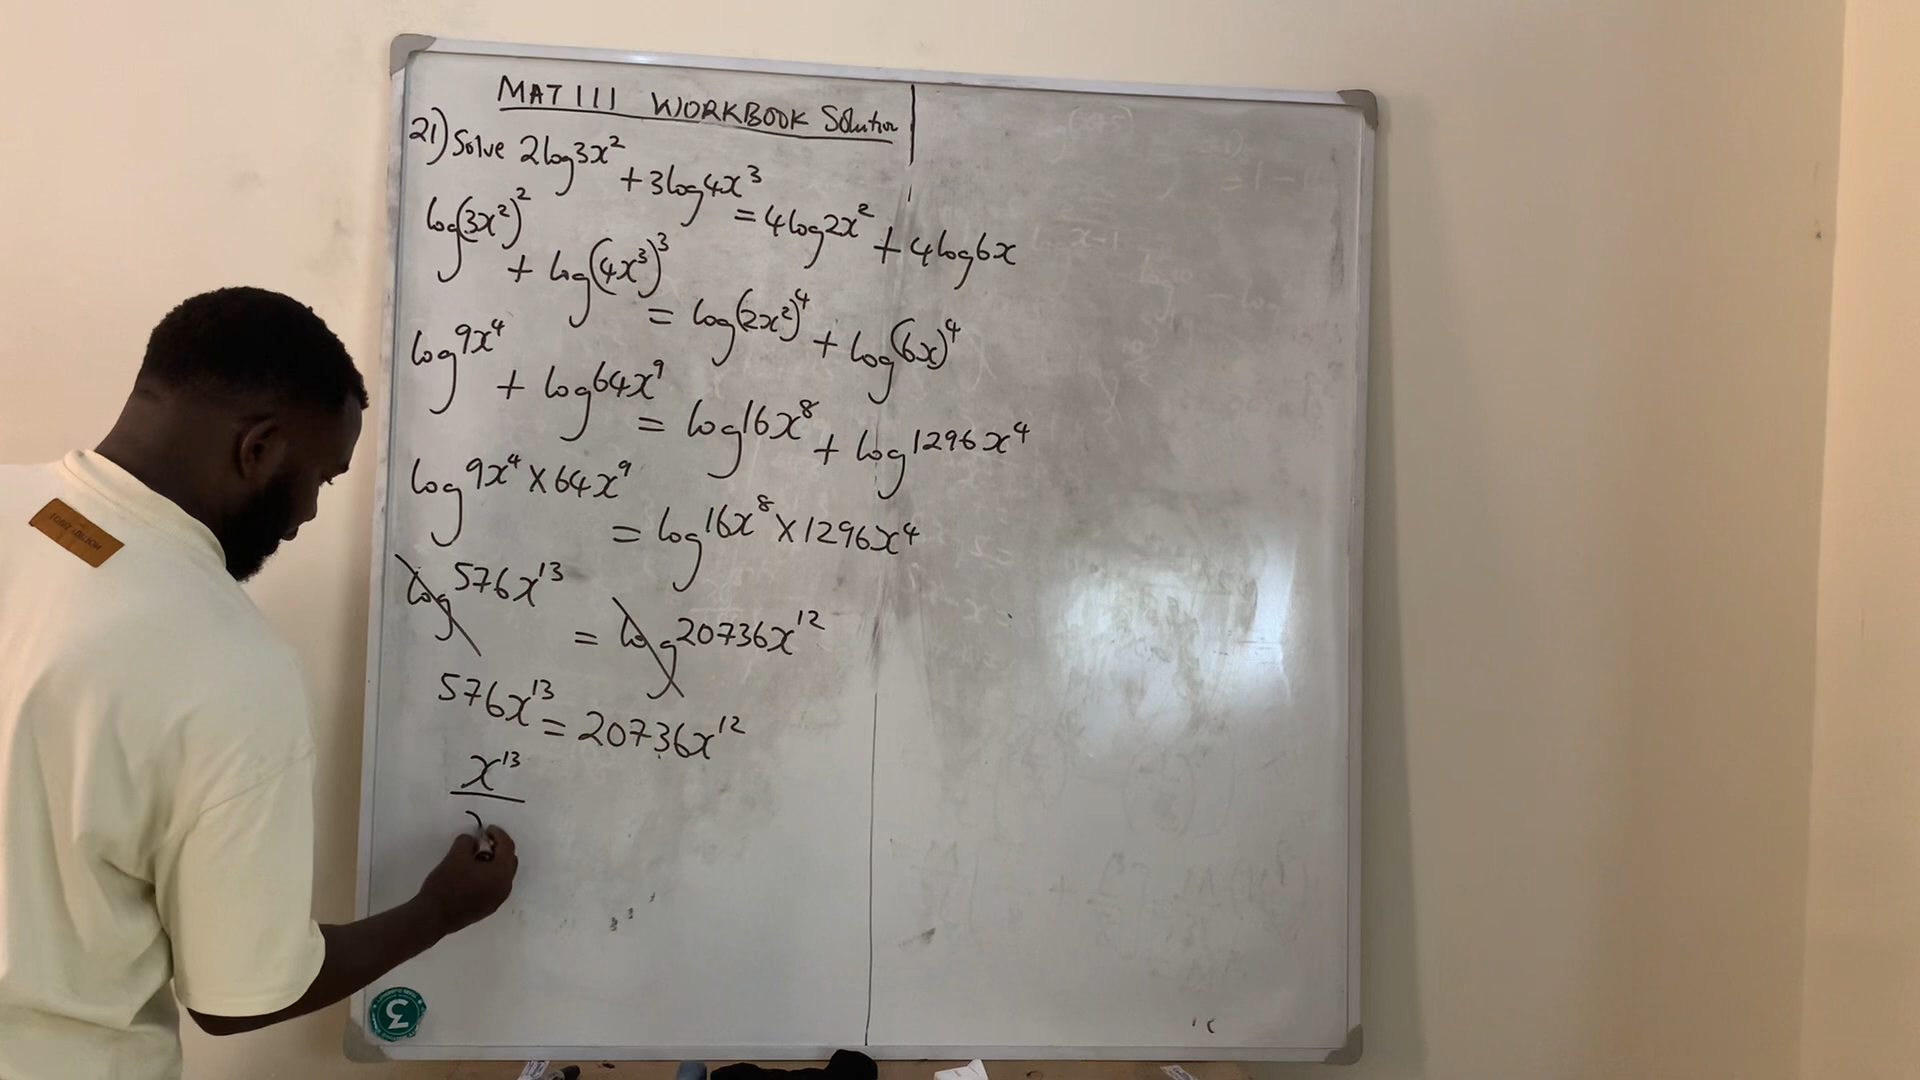 MAT 111 WORKBOOK Solution
21) Solve 2log3x² + 3log4x³ = 4log2x² + 4log6x
log(3x²)² + log(4x³)³ = log(2x²)⁴ + log(6x)⁴
log9x⁴ + log64x⁹ = log16x⁸ + log1296x⁴
log9x⁴ × 64x⁹ = log16x⁸ × 1296x⁴
log576x¹³ = log20736x¹²
576x¹³ = 20736x¹²
x¹³
3